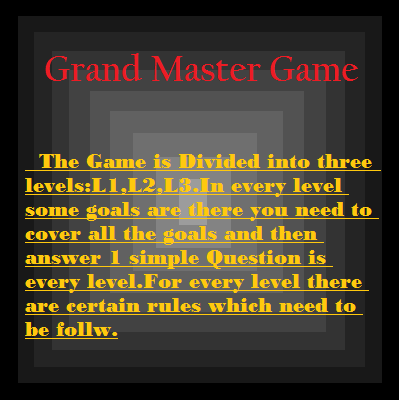 Grand Master Game
The Game is Divided into three
levels:L1,L2,L3.In every level
some goals are there you need to
cover all the goals and then
answer 1 simple Question is
every level.For every level there
are certain rules which need to
be follw.